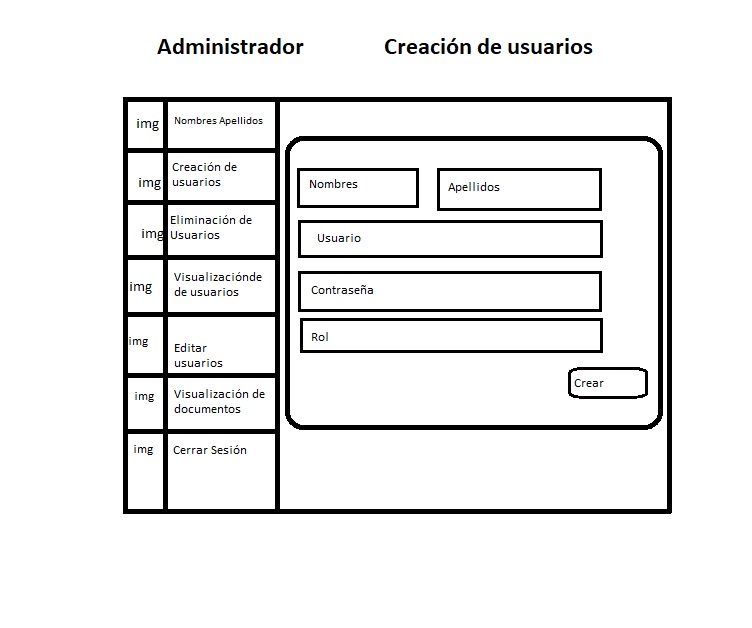 Administrador
Creación de usuarios
img
Nombres Apellidos
img
Creación de
usuarios
img
Eliminación de
Usuarios
img
Visualizaciónde
de usuarios
img
Editar
usuarios
img
Visualización de
documentos
img
Cerrar Sesión
Nombres
Apellidos
Usuario
Contraseña
Rol
Crear